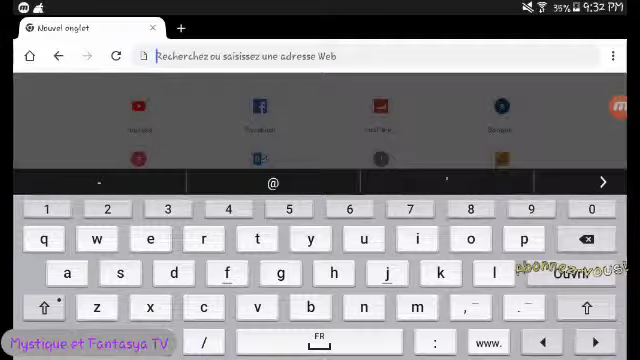 35% 9:32 PM
Nouvel onglet
Recherchez ou saisissez une adresse Web
Facebook
- @ '
1 2 3 4 5 6 7 8 9 0
q w e r t y u i o p
a s d f g h j k l
Abonnez-vous!
z x c v b n m , .
Mystique et Fantasya TV
/ FR : www.